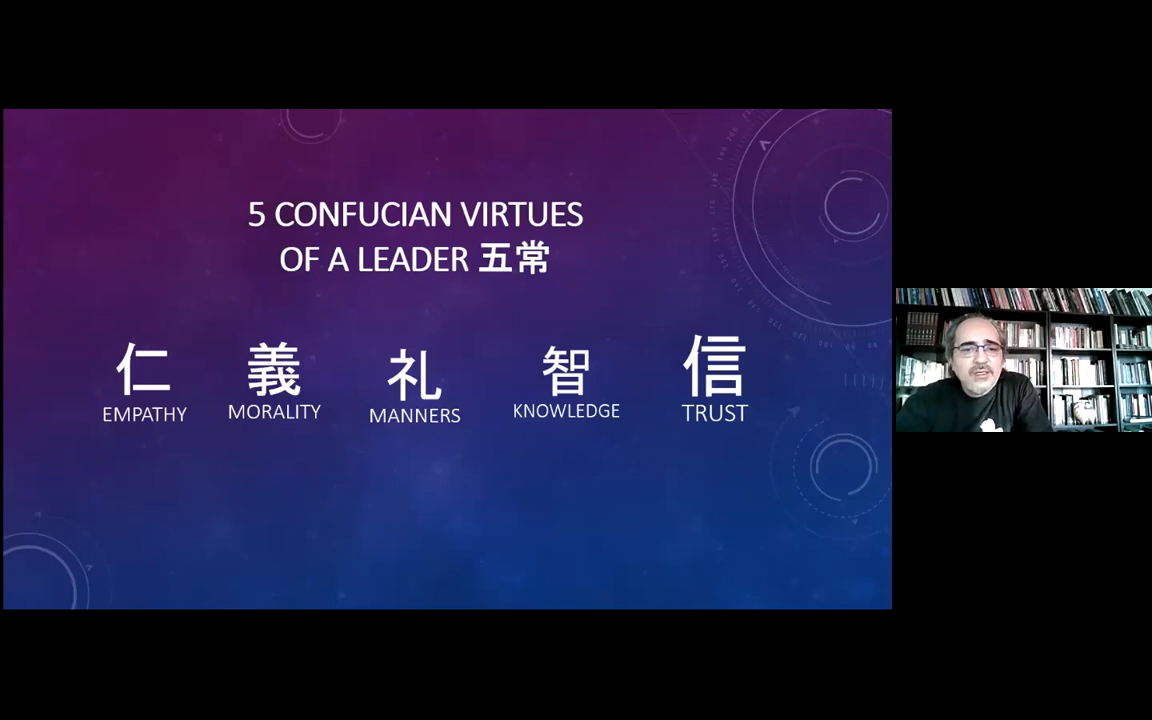 5 CONFUCIAN VIRTUES
OF A LEADER 五常
仁 義 礼 智 信
EMPATHY MORALITY MANNERS KNOWLEDGE TRUST